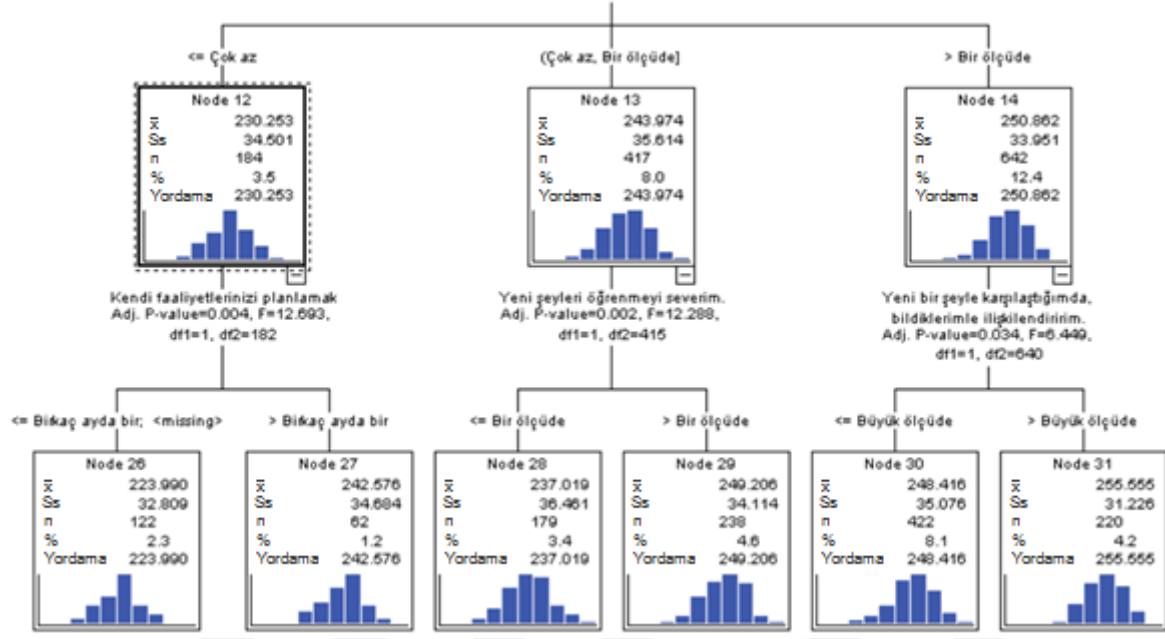 <= Çok az
(Çok az, Bir ölçüde]
> Bir ölçüde
Node 12
x̄ 230.253
Ss 34.501
n 184
% 3.5
Yordama 230.253
Node 13
x̄ 243.974
Ss 35.614
n 417
% 8.0
Yordama 243.974
Node 14
x̄ 250.862
Ss 33.951
n 642
% 12.4
Yordama 250.862
Kendi faaliyetlerinizi planlamak
Adj. P-value=0.004, F=12.693,
df1=1, df2=182
Yeni şeyleri öğrenmeyi severim.
Adj. P-value=0.002, F=12.288,
df1=1, df2=415
Yeni bir şeyle karşılaştığımda,
bildiklerimle ilişkilendiririm.
Adj. P-value=0.034, F=6.449,
df1=1, df2=640
<= Birkaç ayda bir; <missing>
> Birkaç ayda bir
<= Bir ölçüde
> Bir ölçüde
<= Büyük ölçüde
> Büyük ölçüde
Node 26
x̄ 223.990
Ss 32.809
n 122
% 2.3
Yordama 223.990
Node 27
x̄ 242.576
Ss 34.684
n 62
% 1.2
Yordama 242.576
Node 28
x̄ 237.019
Ss 36.461
n 179
% 3.4
Yordama 237.019
Node 29
x̄ 249.206
Ss 34.114
n 238
% 4.6
Yordama 249.206
Node 30
x̄ 248.416
Ss 35.076
n 422
% 8.1
Yordama 248.416
Node 31
x̄ 255.555
Ss 31.226
n 220
% 4.2
Yordama 255.555